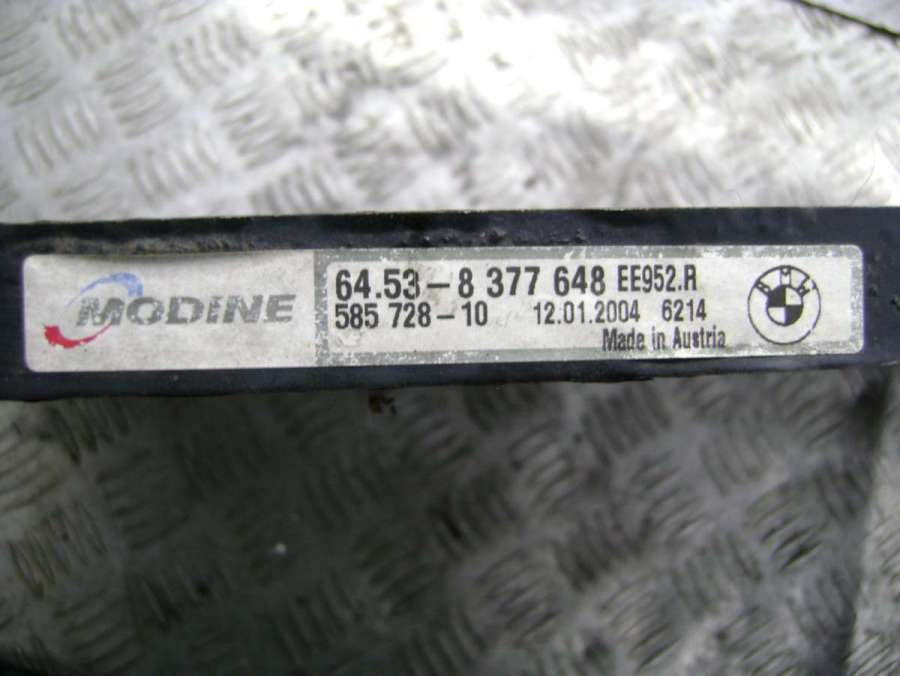 MODINE
64.53-8 377 648 EE952.R
585 728-10 12.01.2004 6214
Made in Austria